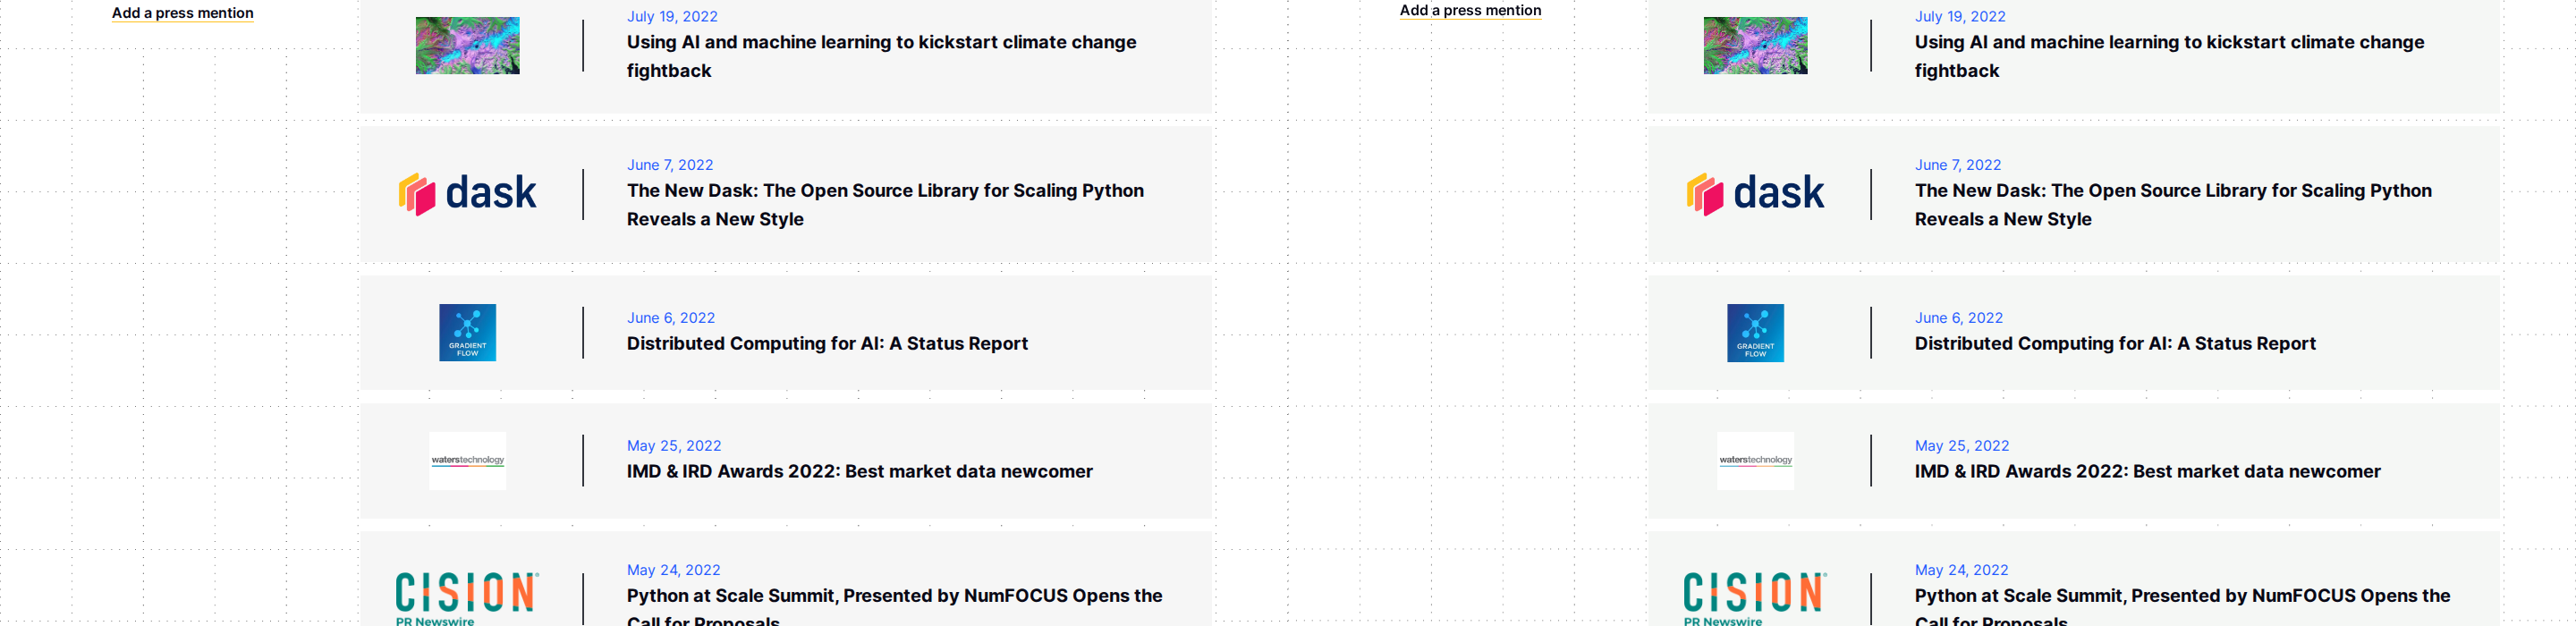 Add a press mention
July 19, 2022
Using AI and machine learning to kickstart climate change
fightback
dask
June 7, 2022
The New Dask: The Open Source Library for Scaling Python
Reveals a New Style
GRADIENT
FLOW
June 6, 2022
Distributed Computing for AI: A Status Report
waterstechnology
May 25, 2022
IMD & IRD Awards 2022: Best market data newcomer
CISION®
PR Newswire
May 24, 2022
Python at Scale Summit, Presented by NumFOCUS Opens the
Call for Proposals
Add a press mention
July 19, 2022
Using AI and machine learning to kickstart climate change
fightback
dask
June 7, 2022
The New Dask: The Open Source Library for Scaling Python
Reveals a New Style
GRADIENT
FLOW
June 6, 2022
Distributed Computing for AI: A Status Report
waterstechnology
May 25, 2022
IMD & IRD Awards 2022: Best market data newcomer
CISION®
PR Newswire
May 24, 2022
Python at Scale Summit, Presented by NumFOCUS Opens the
Call for Proposals